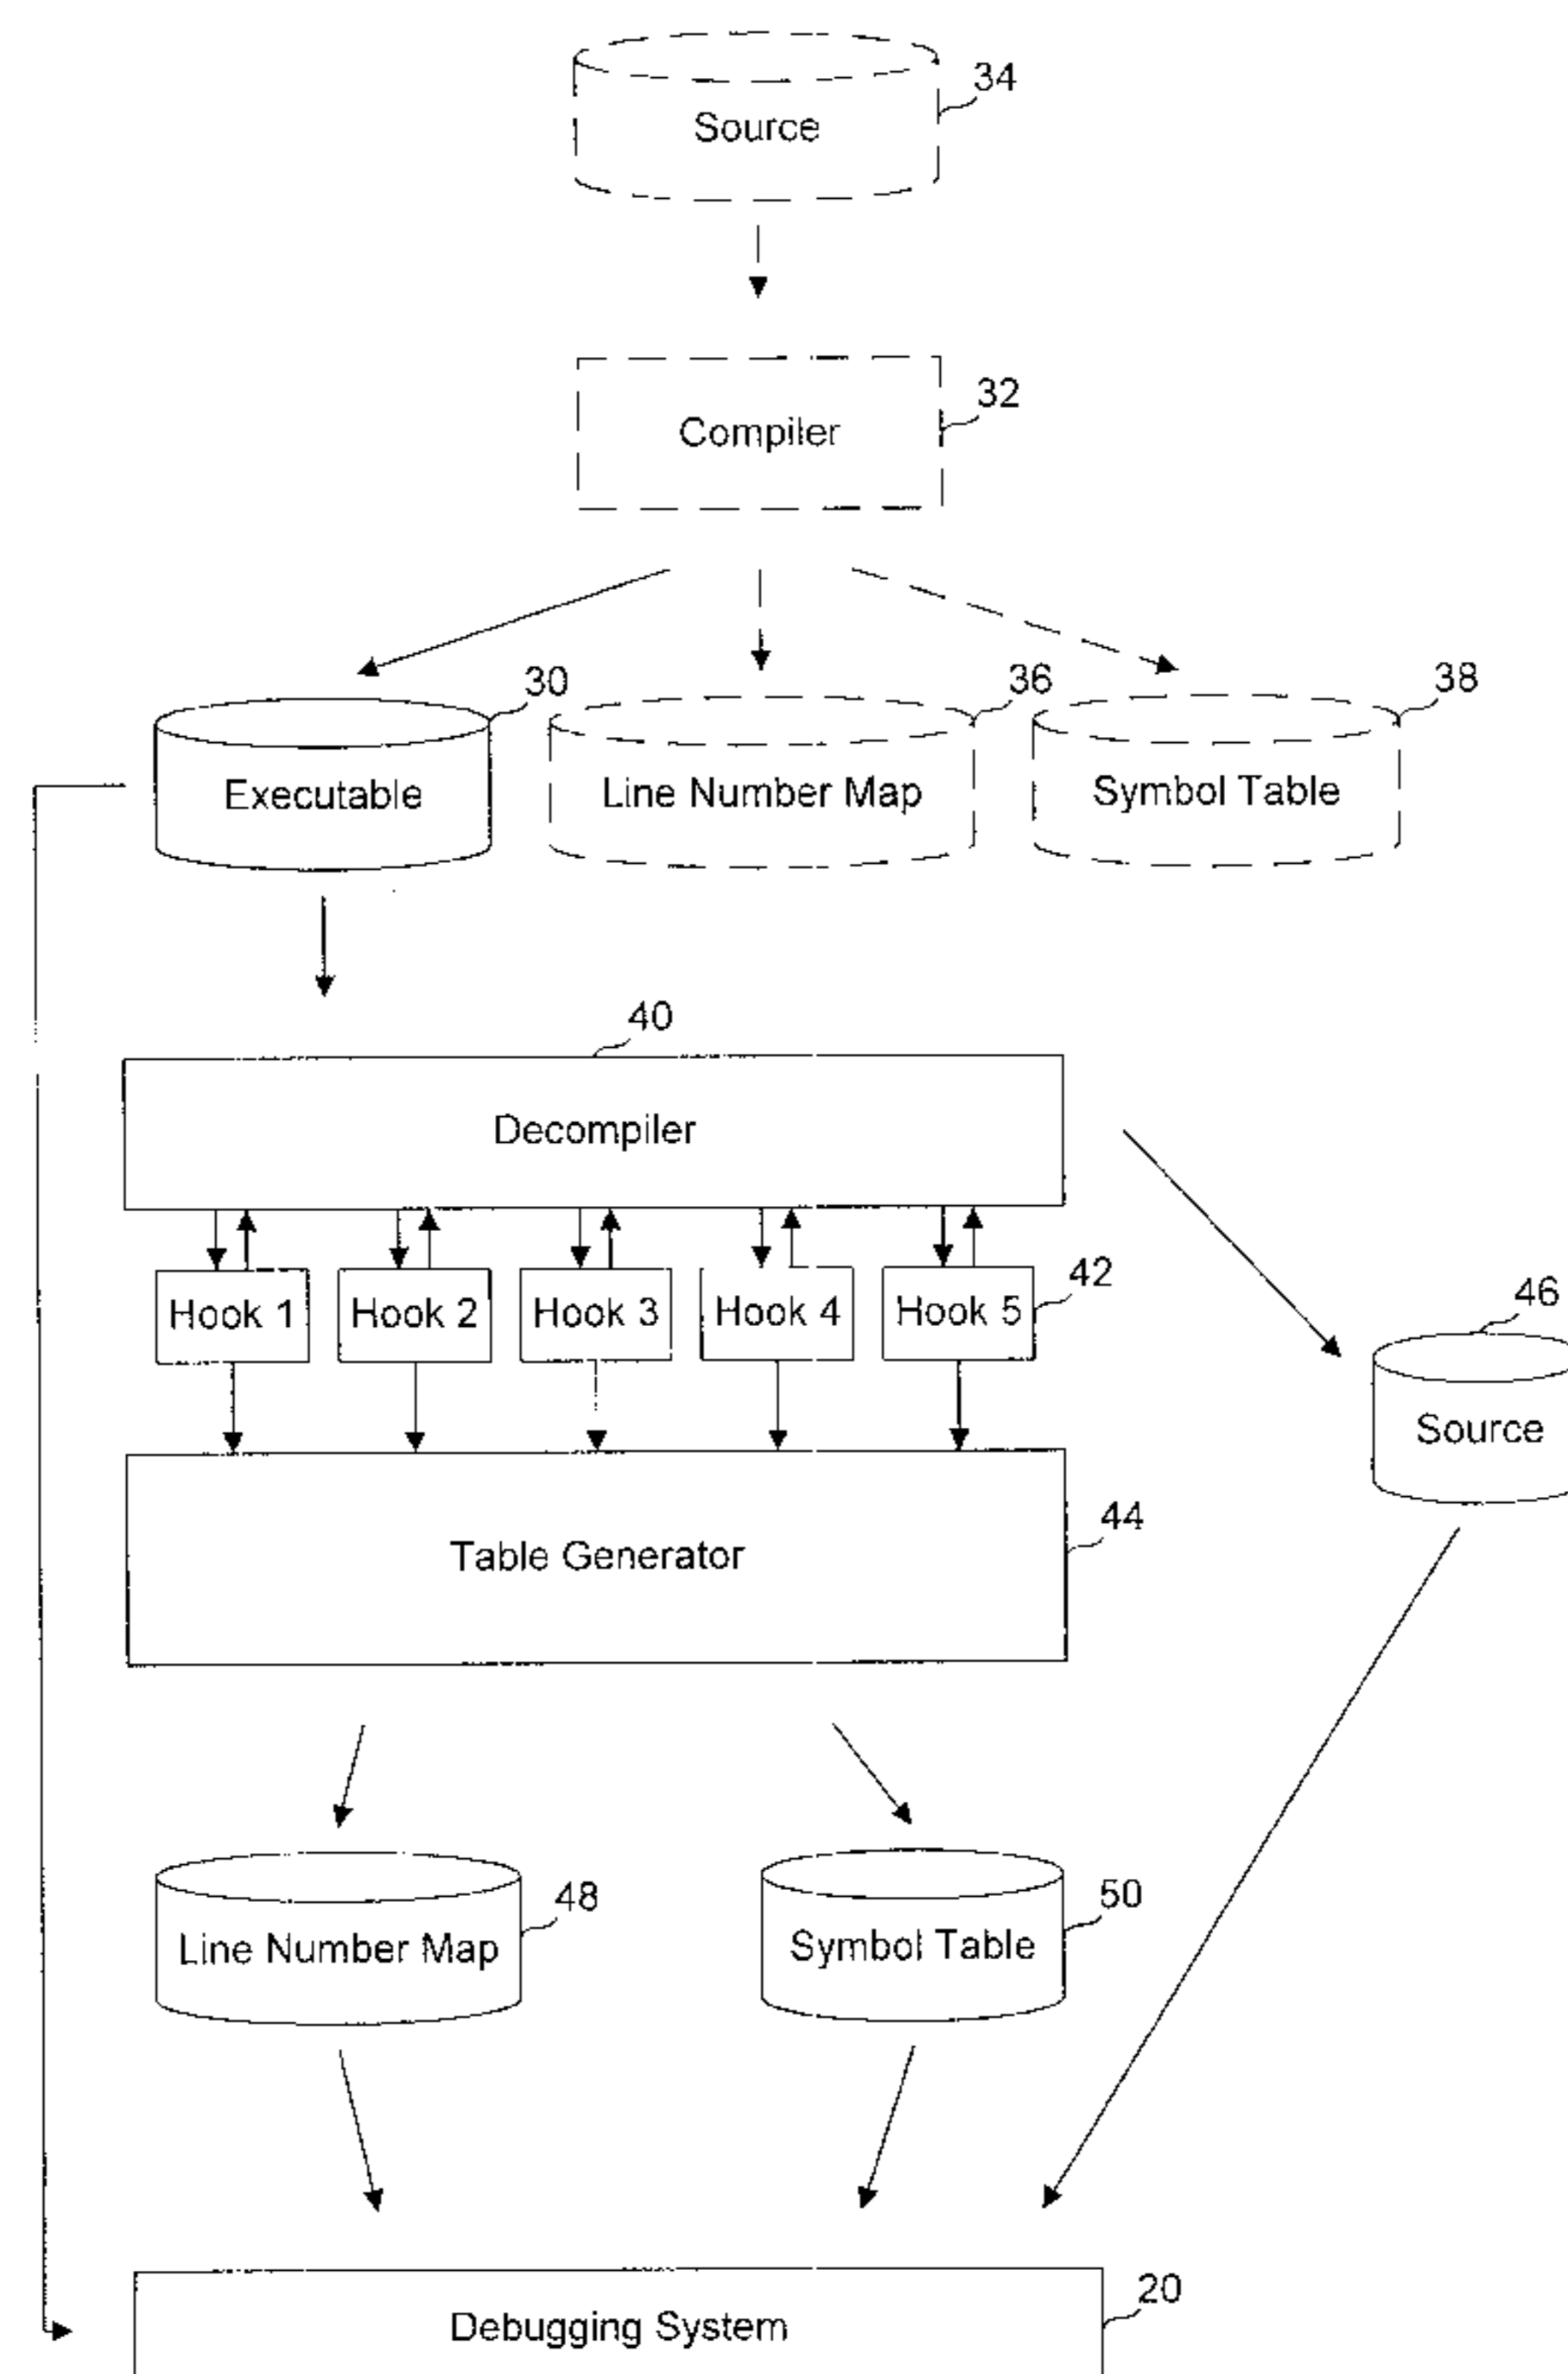 34
Source
32
Compiler
30
36
38
Executable
Line Number Map
Symbol Table
40
Decompiler
Hook 1
Hook 2
Hook 3
Hook 4
Hook 5
42
46
Source
44
Table Generator
48
50
Line Number Map
Symbol Table
20
Debugging System